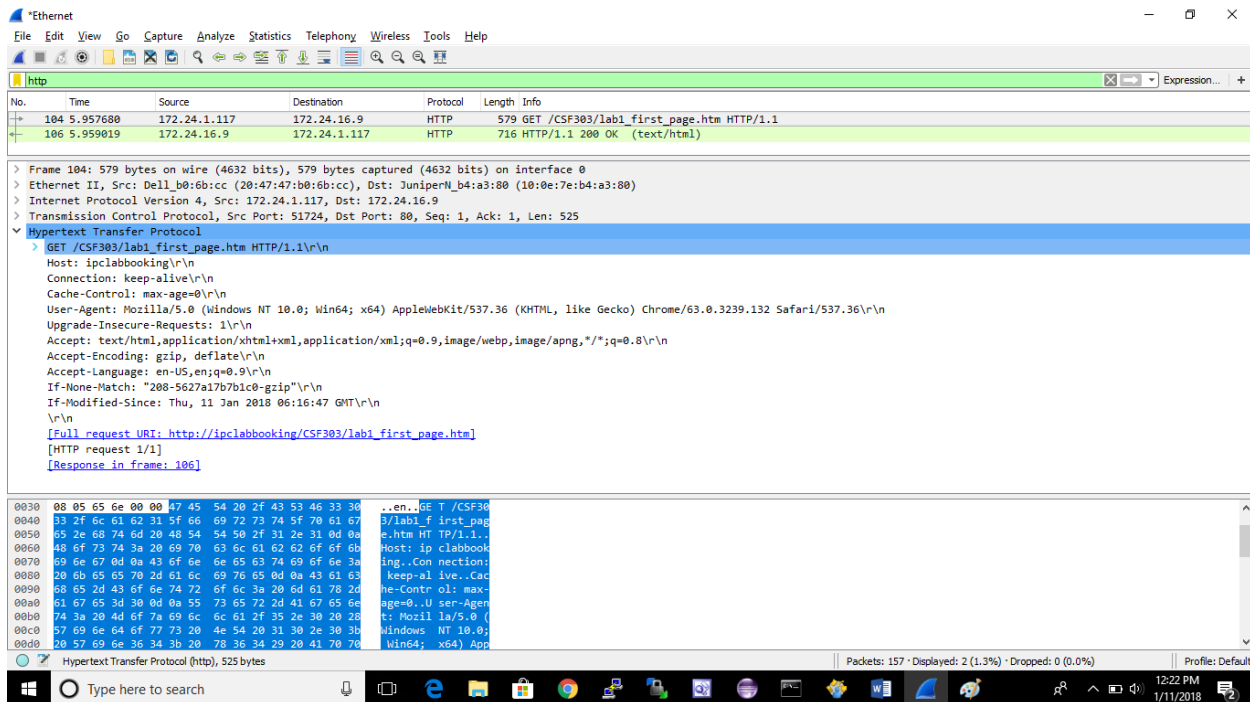 *Ethernet
File Edit View Go Capture Analyze Statistics Telephony Wireless Tools Help
http Expression... +
No. Time Source Destination Protocol Length Info
104 5.957680 172.24.1.117 172.24.16.9 HTTP 579 GET /CSF303/lab1_first_page.htm HTTP/1.1
106 5.959019 172.24.16.9 172.24.1.117 HTTP 716 HTTP/1.1 200 OK (text/html)
> Frame 104: 579 bytes on wire (4632 bits), 579 bytes captured (4632 bits) on interface 0
> Ethernet II, Src: Dell_b0:6b:cc (20:47:47:b0:6b:cc), Dst: JuniperN_b4:a3:80 (10:0e:7e:b4:a3:80)
> Internet Protocol Version 4, Src: 172.24.1.117, Dst: 172.24.16.9
> Transmission Control Protocol, Src Port: 51724, Dst Port: 80, Seq: 1, Ack: 1, Len: 525
Hypertext Transfer Protocol
> GET /CSF303/lab1_first_page.htm HTTP/1.1\r\n
Host: ipclabbooking\r\n
Connection: keep-alive\r\n
Cache-Control: max-age=0\r\n
User-Agent: Mozilla/5.0 (Windows NT 10.0; Win64; x64) AppleWebKit/537.36 (KHTML, like Gecko) Chrome/63.0.3239.132 Safari/537.36\r\n
Upgrade-Insecure-Requests: 1\r\n
Accept: text/html,application/xhtml+xml,application/xml;q=0.9,image/webp,image/apng,*/*;q=0.8\r\n
Accept-Encoding: gzip, deflate\r\n
Accept-Language: en-US,en;q=0.9\r\n
If-None-Match: "208-5627a17b7b1c0-gzip"\r\n
If-Modified-Since: Thu, 11 Jan 2018 06:16:47 GMT\r\n
\r\n
[Full request URI: http://ipclabbooking/CSF303/lab1_first_page.htm]
[HTTP request 1/1]
[Response in frame: 106]
0030 08 05 65 6e 00 00 47 45 54 20 2f 43 53 46 33 30 ..en..GE T /CSF30
0040 33 2f 6c 61 62 31 5f 66 69 72 73 74 5f 70 61 67 3/lab1_f irst_pag
0050 65 2e 68 74 6d 20 48 54 54 50 2f 31 2e 31 0d 0a e.htm HT TP/1.1..
0060 48 6f 73 74 3a 20 69 70 63 6c 61 62 62 6f 6f 6b Host: ip clabbook
0070 69 6e 67 0d 0a 43 6f 6e 6e 65 63 74 69 6f 6e 3a ing..Con nection:
0080 20 6b 65 65 70 2d 61 6c 69 76 65 0d 0a 43 61 63 keep-al ive..Cac
0090 68 65 2d 43 6f 6e 74 72 6f 6c 3a 20 6d 61 78 2d he-Contr ol: max-
00a0 61 67 65 3d 30 0d 0a 55 73 65 72 2d 41 67 65 6e age=0..U ser-Agen
00b0 74 3a 20 4d 6f 7a 69 6c 6c 61 2f 35 2e 30 20 28 t: Mozil la/5.0 (
00c0 57 69 6e 64 6f 77 73 20 4e 54 20 31 30 2e 30 3b Windows NT 10.0;
00d0 20 57 69 6e 36 34 3b 20 78 36 34 29 20 41 70 70 Win64; x64) App
Hypertext Transfer Protocol (http), 525 bytes Packets: 157 · Displayed: 2 (1.3%) · Dropped: 0 (0.0%) Profile: Default
Type here to search 12:22 PM
1/11/2018